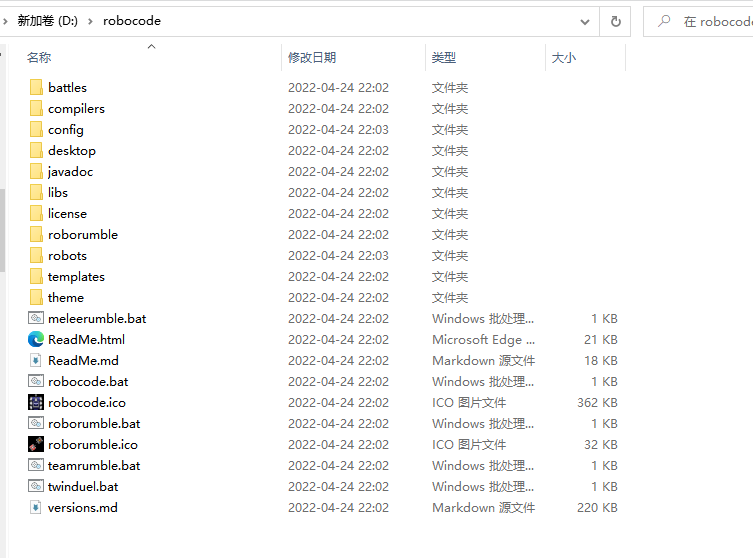 新加卷 (D:) robocode 在 robocode
名称 修改日期 类型 大小
battles 2022-04-24 22:02 文件夹
compilers 2022-04-24 22:02 文件夹
config 2022-04-24 22:03 文件夹
desktop 2022-04-24 22:02 文件夹
javadoc 2022-04-24 22:02 文件夹
libs 2022-04-24 22:02 文件夹
license 2022-04-24 22:02 文件夹
roborumble 2022-04-24 22:02 文件夹
robots 2022-04-24 22:03 文件夹
templates 2022-04-24 22:02 文件夹
theme 2022-04-24 22:02 文件夹
meleerumble.bat 2022-04-24 22:02 Windows 批处理... 1 KB
ReadMe.html 2022-04-24 22:02 Microsoft Edge ... 21 KB
ReadMe.md 2022-04-24 22:02 Markdown 源文件 18 KB
robocode.bat 2022-04-24 22:02 Windows 批处理... 1 KB
robocode.ico 2022-04-24 22:02 ICO 图片文件 362 KB
roborumble.bat 2022-04-24 22:02 Windows 批处理... 1 KB
roborumble.ico 2022-04-24 22:02 ICO 图片文件 32 KB
teamrumble.bat 2022-04-24 22:02 Windows 批处理... 1 KB
twinduel.bat 2022-04-24 22:02 Windows 批处理... 1 KB
versions.md 2022-04-24 22:02 Markdown 源文件 220 KB